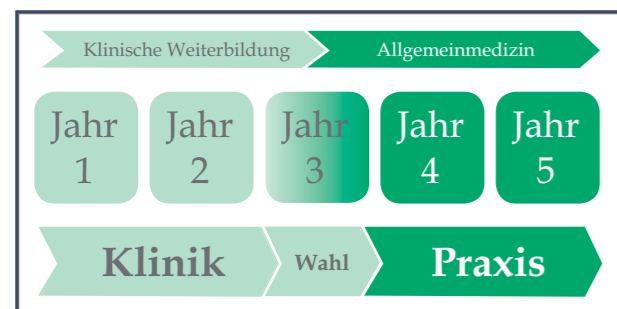 Klinische Weiterbildung Allgemeinmedizin
Jahr Jahr Jahr Jahr Jahr
1 2 3 4 5
Klinik Wahl Praxis